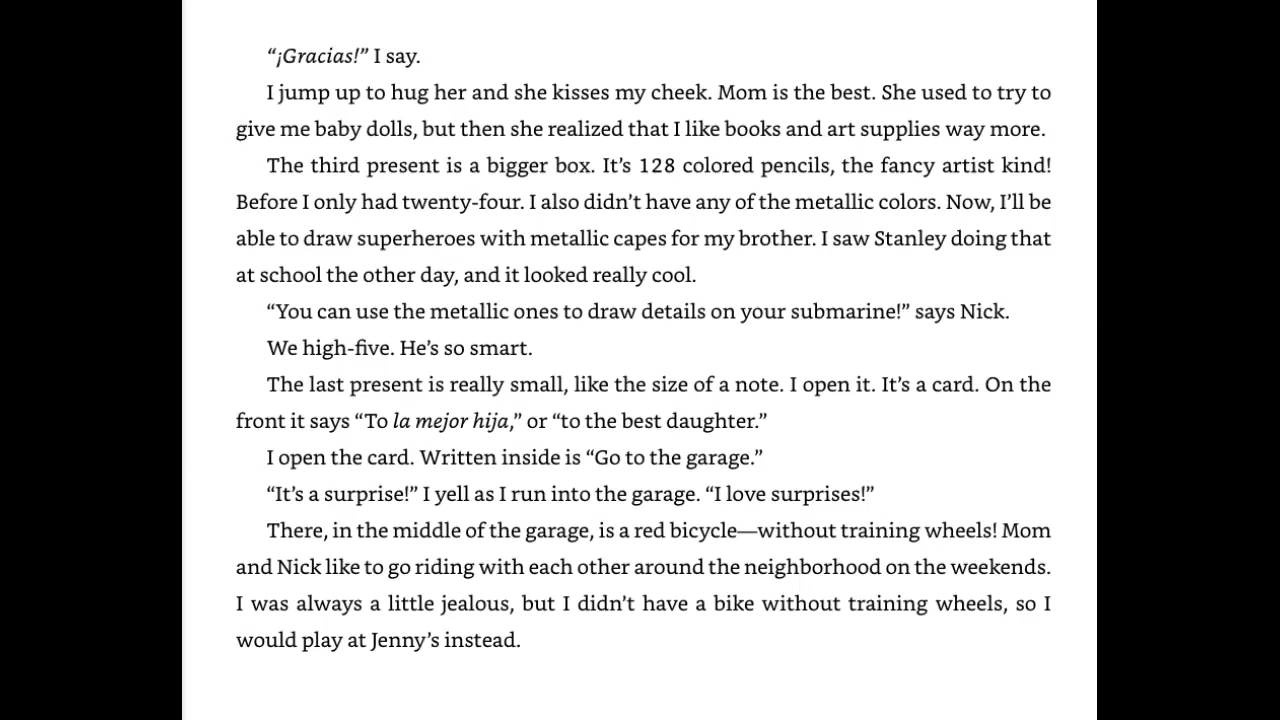 “¡Gracias!” I say.
I jump up to hug her and she kisses my cheek. Mom is the best. She used to try to
give me baby dolls, but then she realized that I like books and art supplies way more.
The third present is a bigger box. It’s 128 colored pencils, the fancy artist kind!
Before I only had twenty-four. I also didn’t have any of the metallic colors. Now, I’ll be
able to draw superheroes with metallic capes for my brother. I saw Stanley doing that
at school the other day, and it looked really cool.
“You can use the metallic ones to draw details on your submarine!” says Nick.
We high-five. He’s so smart.
The last present is really small, like the size of a note. I open it. It’s a card. On the
front it says “To la mejor hija,” or “to the best daughter.”
I open the card. Written inside is “Go to the garage.”
“It’s a surprise!” I yell as I run into the garage. “I love surprises!”
There, in the middle of the garage, is a red bicycle—without training wheels! Mom
and Nick like to go riding with each other around the neighborhood on the weekends.
I was always a little jealous, but I didn’t have a bike without training wheels, so I
would play at Jenny’s instead.